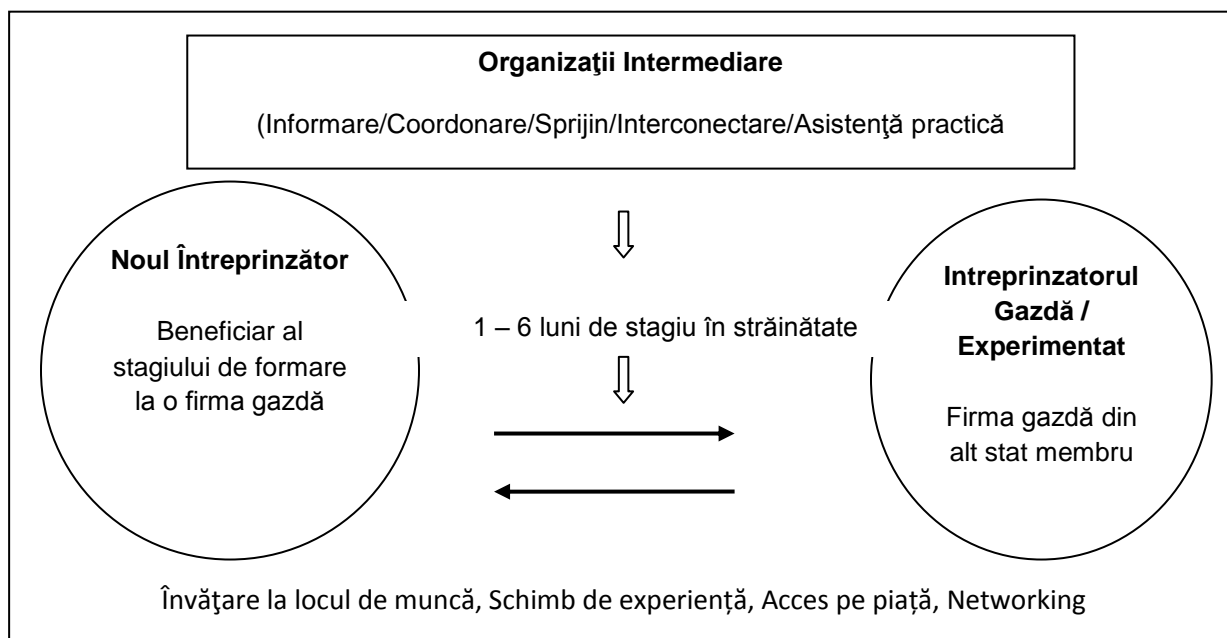 Organizaţii Intermediare
(Informare/Coordonare/Sprijin/Interconectare/Asistenţă practică
Noul Întreprinzător
Beneficiar al
stagiului de formare
la o firma gazdă
1 – 6 luni de stagiu în străinătate
Intreprinzatorul
Gazdă /
Experimentat
Firma gazdă din
alt stat membru
Învăţare la locul de muncă, Schimb de experiență, Acces pe piață, Networking